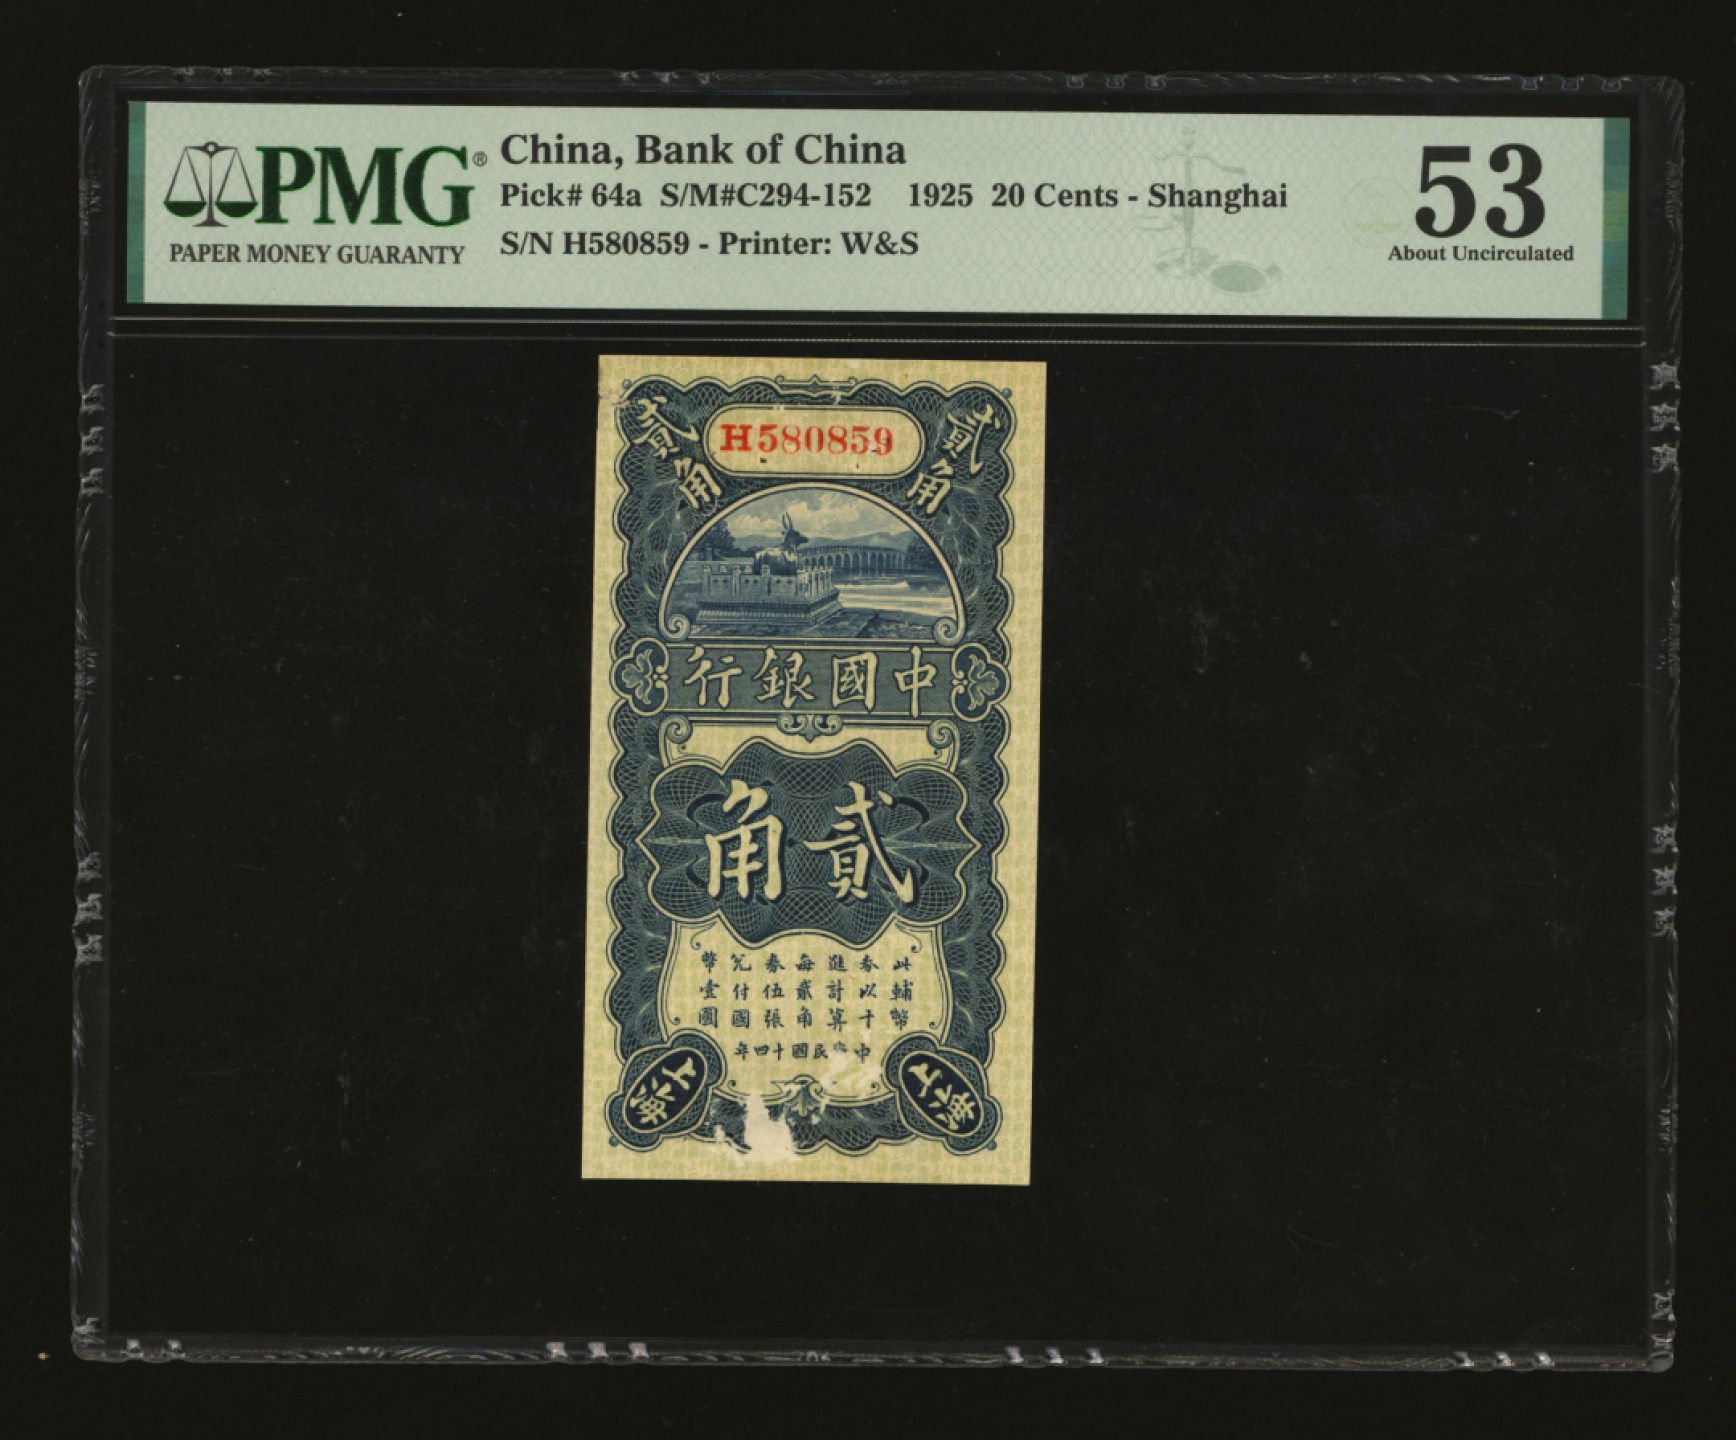 PMG®
PAPER MONEY GUARANTY
China, Bank of China
Pick# 64a S/M#C294-152 1925 20 Cents - Shanghai
S/N H580859 - Printer: W&S
53
About Uncirculated
貳角
H580859
貳角
行銀國中
角貳
此輔幣
券以十
進計算
每貳角
券伍張
兌付國
幣壹圓
年四十國民華中
上海
上海